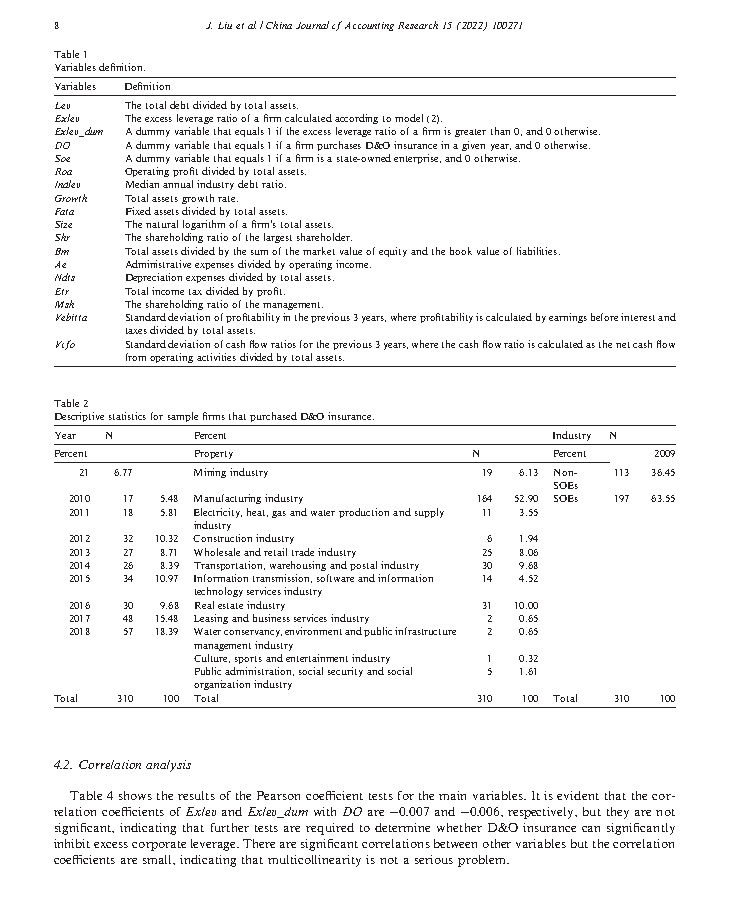 8
J. Liu et al / China Journal of Accounting Research 15 (2022) 100271
Table 1
Variables definition.
Variables Definition
Lev The total debt divided by total assets.
Exlev The excess leverage ratio of a firm calculated according to model (2).
Exlev_dum A dummy variable that equals 1 if the excess leverage ratio of a firm is greater than 0, and 0 otherwise.
DO A dummy variable that equals 1 if a firm purchases D&O insurance in a given year, and 0 otherwise.
Soe A dummy variable that equals 1 if a firm is a state-owned enterprise, and 0 otherwise.
Roa Operating profit divided by total assets.
Inalev Median annual industry debt ratio.
Growth Total assets growth rate.
Fata Fixed assets divided by total assets.
Size The natural logarithm of a firm's total assets.
Shr The shareholding ratio of the largest shareholder.
Bm Total assets divided by the sum of the market value of equity and the book value of liabilities.
Ae Administrative expenses divided by operating income.
Ndts Depreciation expenses divided by total assets.
Etr Total income tax divided by profit.
Msh The shareholding ratio of the management.
Vebitta Standard deviation of profitability in the previous 3 years, where profitability is calculated by earnings before interest and
taxes divided by total assets.
Vcfo Standard deviation of cash flow ratios for the previous 3 years, where the cash flow ratio is calculated as the net cash flow
from operating activities divided by total assets.
Table 2
Descriptive statistics for sample firms that purchased D&O insurance.
Year N Percent Industry N
Percent Property N Percent 2009
21 6.77 Mining industry 19 6.13 Non- 113 36.45
SOEs
2010 17 5.48 Manufacturing industry 164 52.90 SOEs 197 63.55
2011 18 5.81 Electricity, heat, gas and water production and supply 11 3.55
industry
2012 32 10.32 Construction industry 6 1.94
2013 27 8.71 Wholesale and retail trade industry 25 8.06
2014 26 8.39 Transportation, warehousing and postal industry 30 9.68
2015 34 10.97 Information transmission, software and information 14 4.52
technology services industry
2016 30 9.68 Real estate industry 31 10.00
2017 48 15.48 Leasing and business services industry 2 0.65
2018 57 18.39 Water conservancy, environment and public infrastructure 2 0.65
management industry
Culture, sports and entertainment industry 1 0.32
Public administration, social security and social 5 1.61
organization industry
Total 310 100 Total 310 100 Total 310 100
4.2. Correlation analysis
Table 4 shows the results of the Pearson coefficient tests for the main variables. It is evident that the cor-
relation coefficients of Exlev and Exlev_dum with DO are −0.007 and −0.006, respectively, but they are not
significant, indicating that further tests are required to determine whether D&O insurance can significantly
inhibit excess corporate leverage. There are significant correlations between other variables but the correlation
coefficients are small, indicating that multicollinearity is not a serious problem.